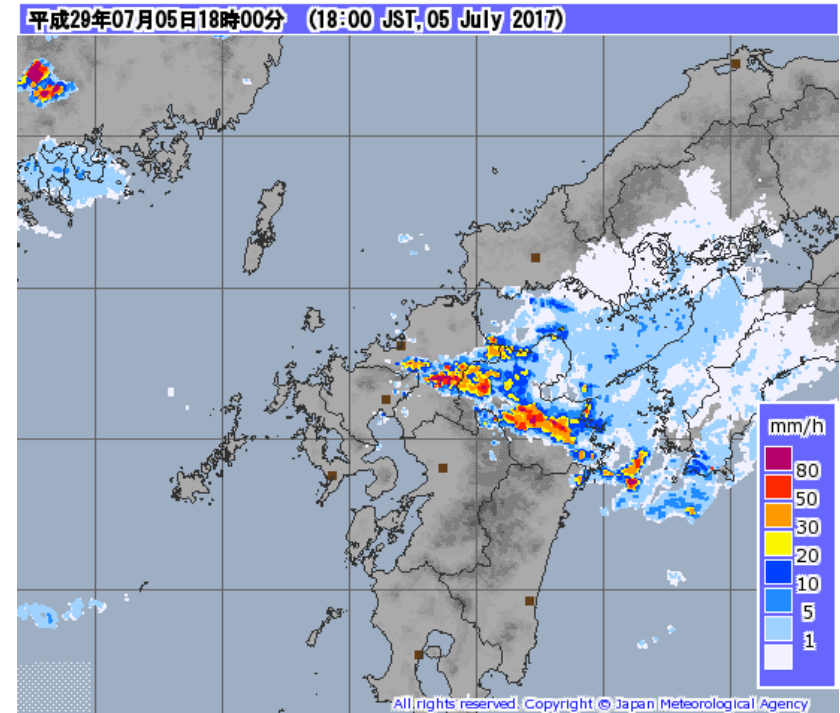 平成29年07月05日18時00分 (18:00 JST, 05 July 2017)
mm/h
80
50
30
20
10
5
1
All rights reserved. Copyright © Japan Meteorological Agency